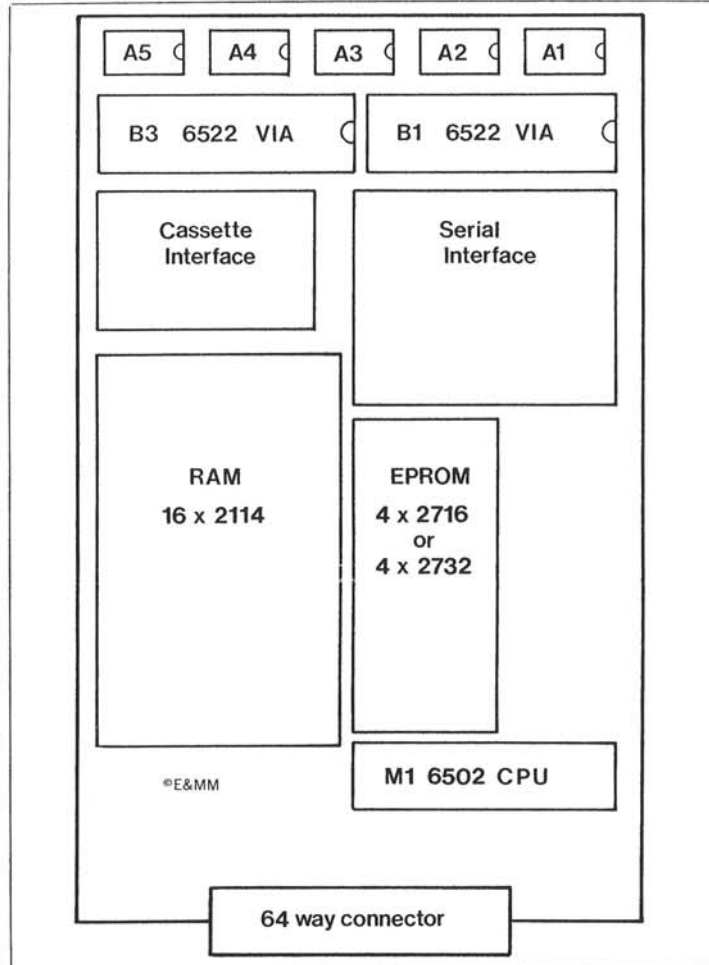 A5 A4 A3 A2 A1
B3 6522 VIA
B1 6522 VIA
Cassette
Interface
Serial
Interface
RAM
16 x 2114
EPROM
4 x 2716
or
4 x 2732
©E&MM
M1 6502 CPU
64 way connector